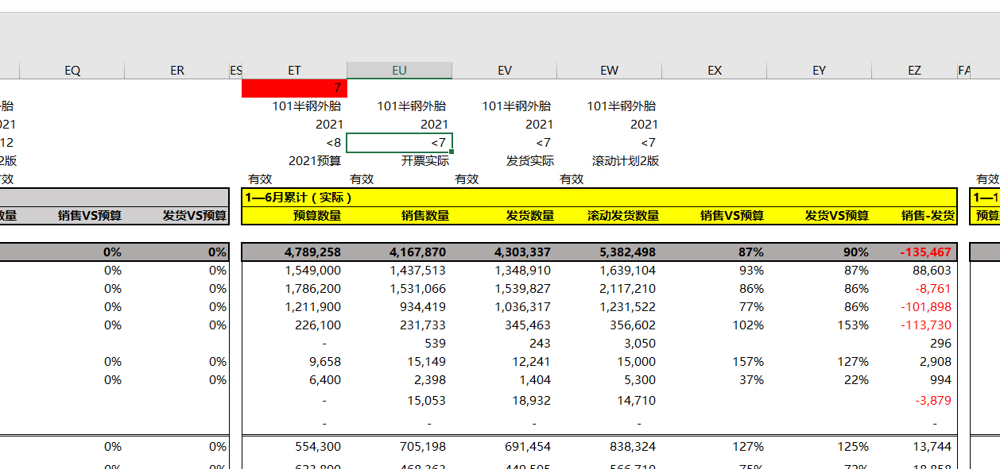 EQ ER ES ET EU EV EW EX EY EZ FA
7
胎 101半钢外胎 101半钢外胎 101半钢外胎 101半钢外胎
021 2021 2021 2021 2021
12 <8 <7 <7 <7
2版 2021预算 开票实际 发货实际 滚动计划2版
效 有效 有效 有效 有效 有效
1—6月累计（实际） 1—1
数量 销售VS预算 发货VS预算 预算数量 销售数量 发货数量 滚动发货数量 销售VS预算 发货VS预算 销售-发货 预算
0% 0% 4,789,258 4,167,870 4,303,337 5,382,498 87% 90% -135,467
0% 0% 1,549,000 1,437,513 1,348,910 1,639,104 93% 87% 88,603
0% 0% 1,786,200 1,531,066 1,539,827 2,117,210 86% 86% -8,761
0% 0% 1,211,900 934,419 1,036,317 1,231,522 77% 86% -101,898
0% 0% 226,100 231,733 345,463 356,602 102% 153% -113,730
- 539 243 3,050 296
0% 0% 9,658 15,149 12,241 15,000 157% 127% 2,908
0% 0% 6,400 2,398 1,404 5,300 37% 22% 994
- 15,053 18,932 14,710 -3,879
- - - - -
0% 0% 554,300 705,198 691,454 838,324 127% 125% 13,744